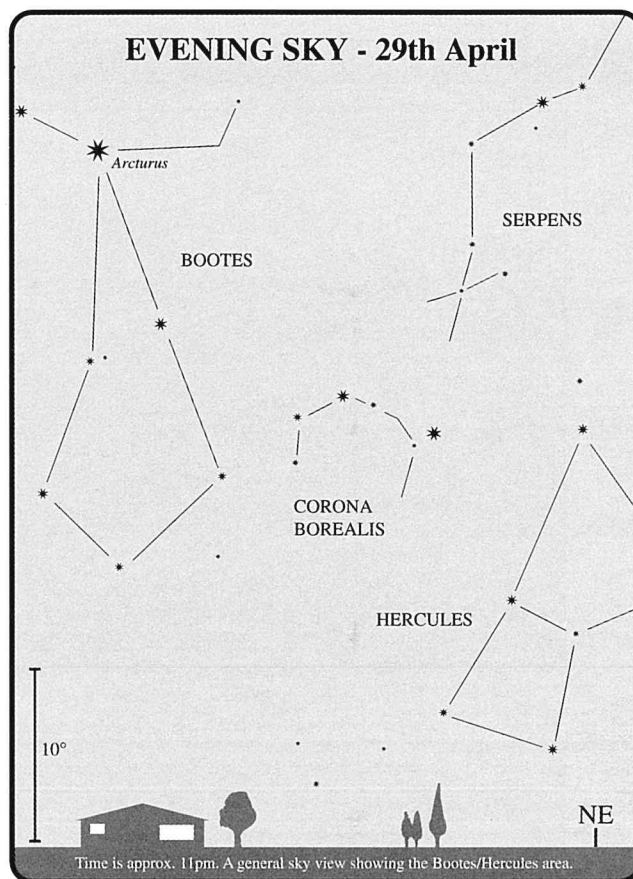 EVENING SKY - 29th April
Arcturus
SERPENS
BOOTES
CORONA
BOREALIS
HERCULES
10°
NE
Time is approx. 11pm. A general sky view showing the Bootes/Hercules area.